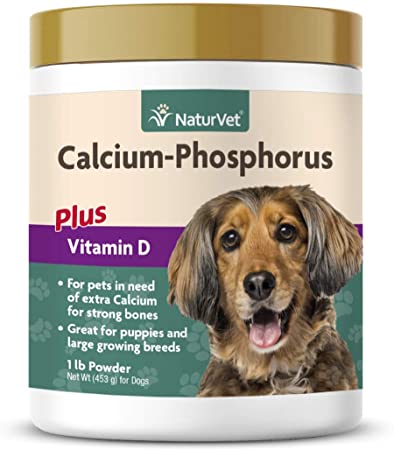 NaturVet®
Calcium-Phosphorus
plus
Vitamin D
• For pets in need
of extra Calcium
for strong bones
• Great for puppies and
large growing breeds
1 lb Powder
Net Wt (453 g) for Dogs